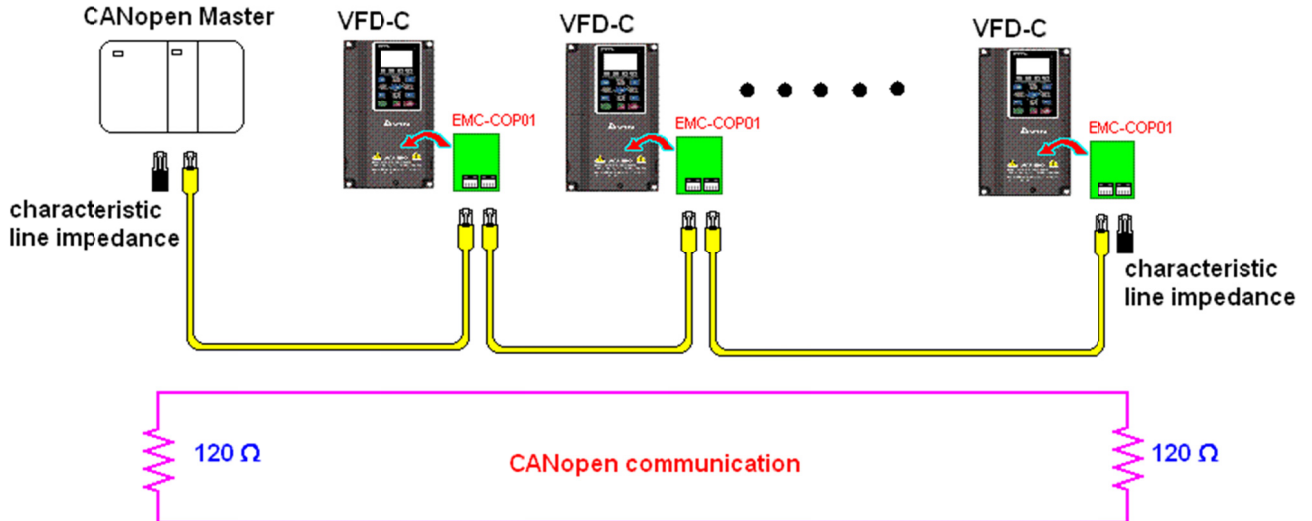 CANopen Master
VFD-C
VFD-C
VFD-C
EMC-COP01
EMC-COP01
EMC-COP01
characteristic
line impedance
characteristic
line impedance
120 Ω
CANopen communication
120 Ω